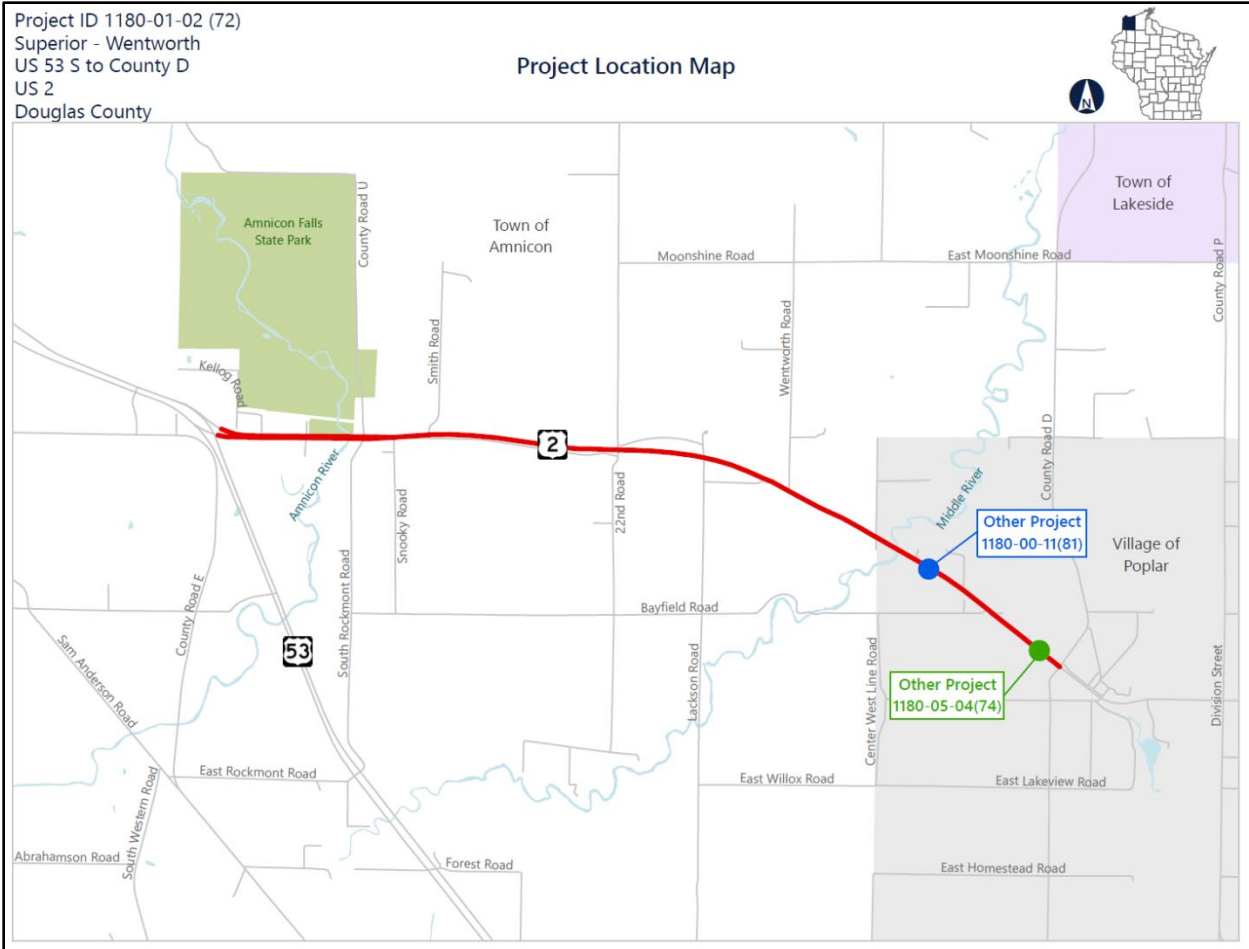 Project ID 1180-01-02 (72)
Superior - Wentworth
US 53 S to County D
US 2
Douglas County
Project Location Map
N
Amnicon Falls
State Park
County Road U
Town of
Amnicon
Town of
Lakeside
Moonshine Road
East Moonshine Road
County Road P
Kellog Road
Smith Road
Wentworth Road
County Road D
2
Amnicon River
Snooky Road
22nd Road
Middle River
Other Project
1180-00-11(81)
Village of
Poplar
County Road E
South Rockmont Road
Bayfield Road
Sam Anderson Road
53
Lackson Road
Center West Line Road
Other Project
1180-05-04(74)
Division Street
East Rockmont Road
East Willox Road
East Lakeview Road
South Western Road
Abrahamson Road
Forest Road
East Homestead Road